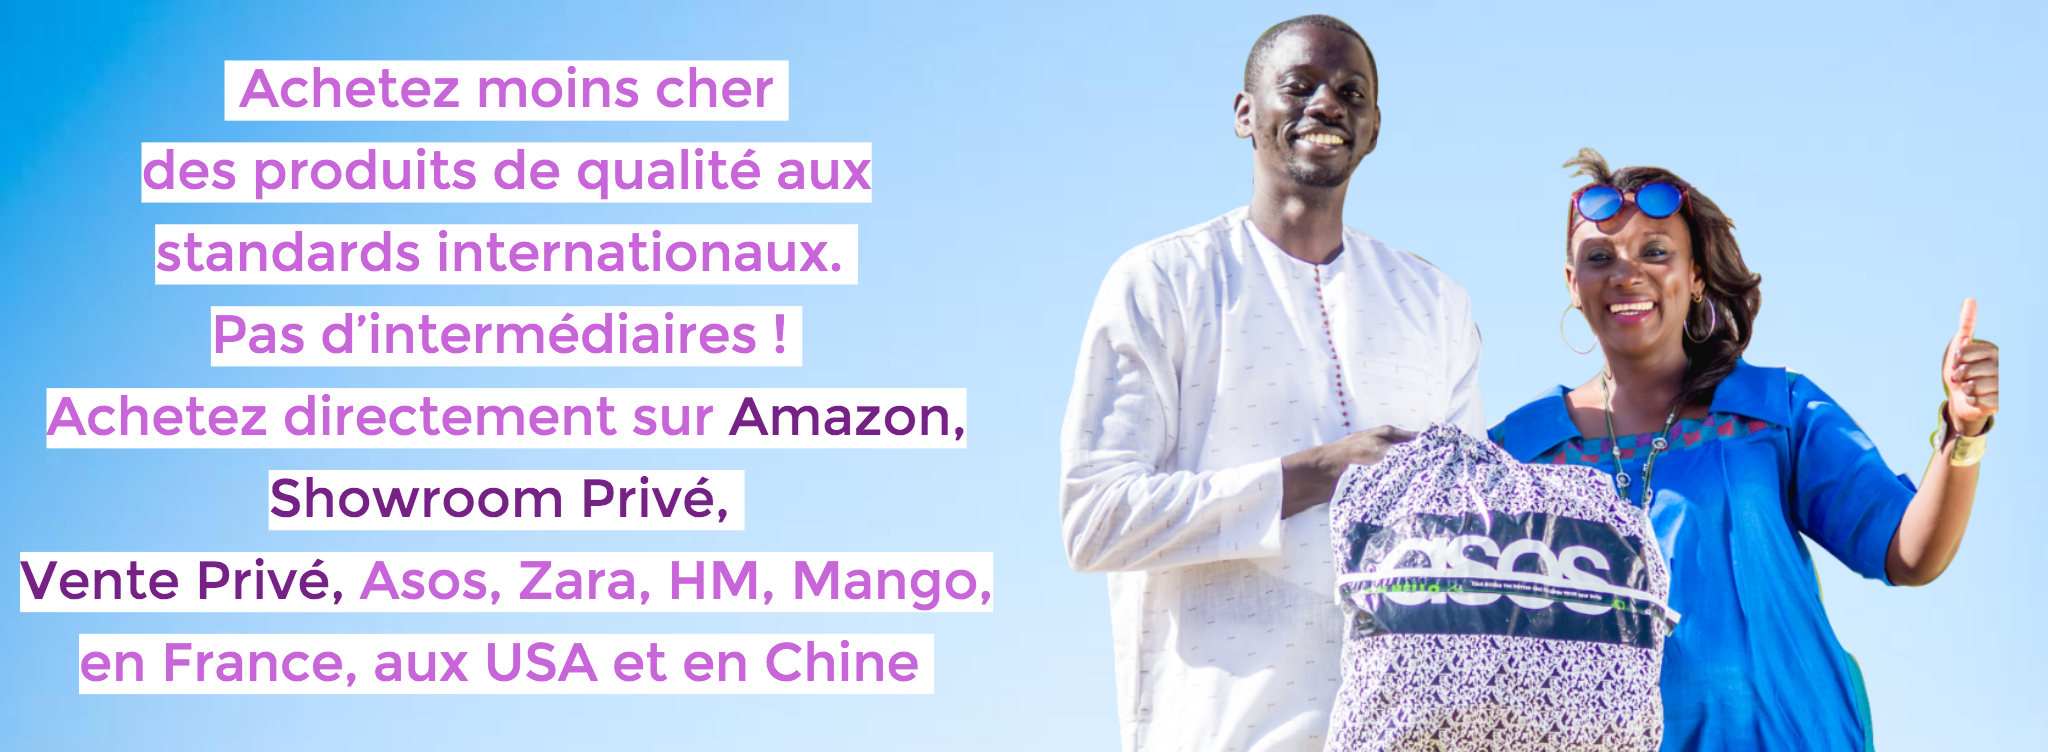 Achetez moins cher
des produits de qualité aux
standards internationaux.
Pas d’intermédiaires !
Achetez directement sur Amazon,
Showroom Privé,
Vente Privé, Asos, Zara, HM, Mango,
en France, aux USA et en Chine
asos